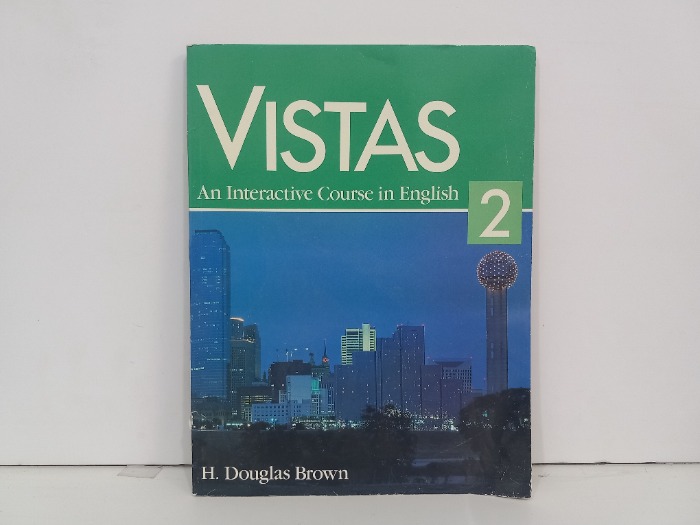 VISTAS
An Interactive Course in English
2
H. Douglas Brown